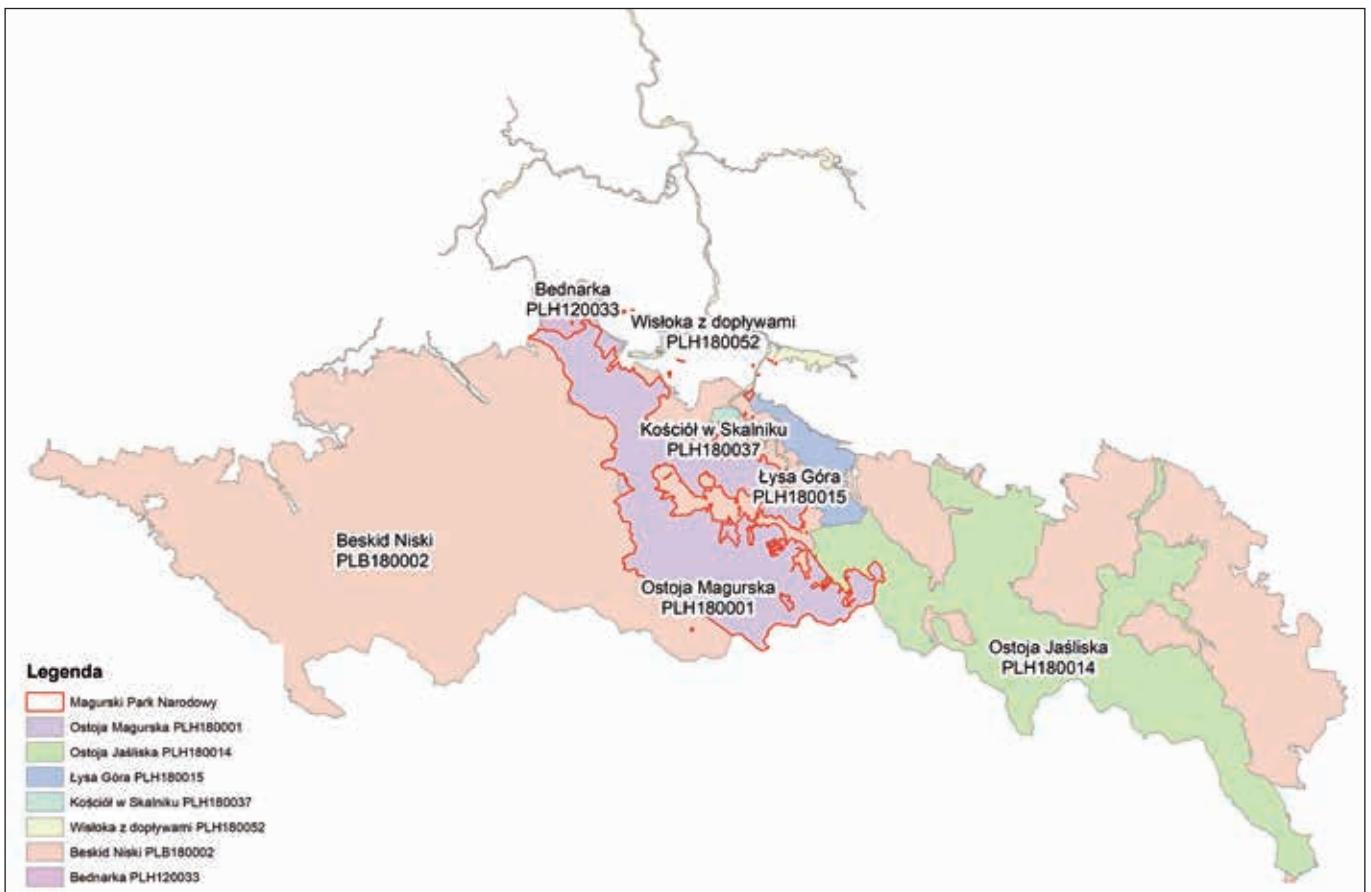 Bednarka
PLH120033
Wisłoka z dopływami
PLH180052
Kościół w Skalniku
PLH180037
Łysa Góra
PLH180015
Beskid Niski
PLB180002
Ostoja Magurska
PLH180001
Ostoja Jaśliska
PLH180014
Legenda
Magurski Park Narodowy
Ostoja Magurska PLH180001
Ostoja Jaśliska PLH180014
Łysa Góra PLH180015
Kościół w Skalniku PLH180037
Wisłoka z dopływami PLH180052
Beskid Niski PLB180002
Bednarka PLH120033